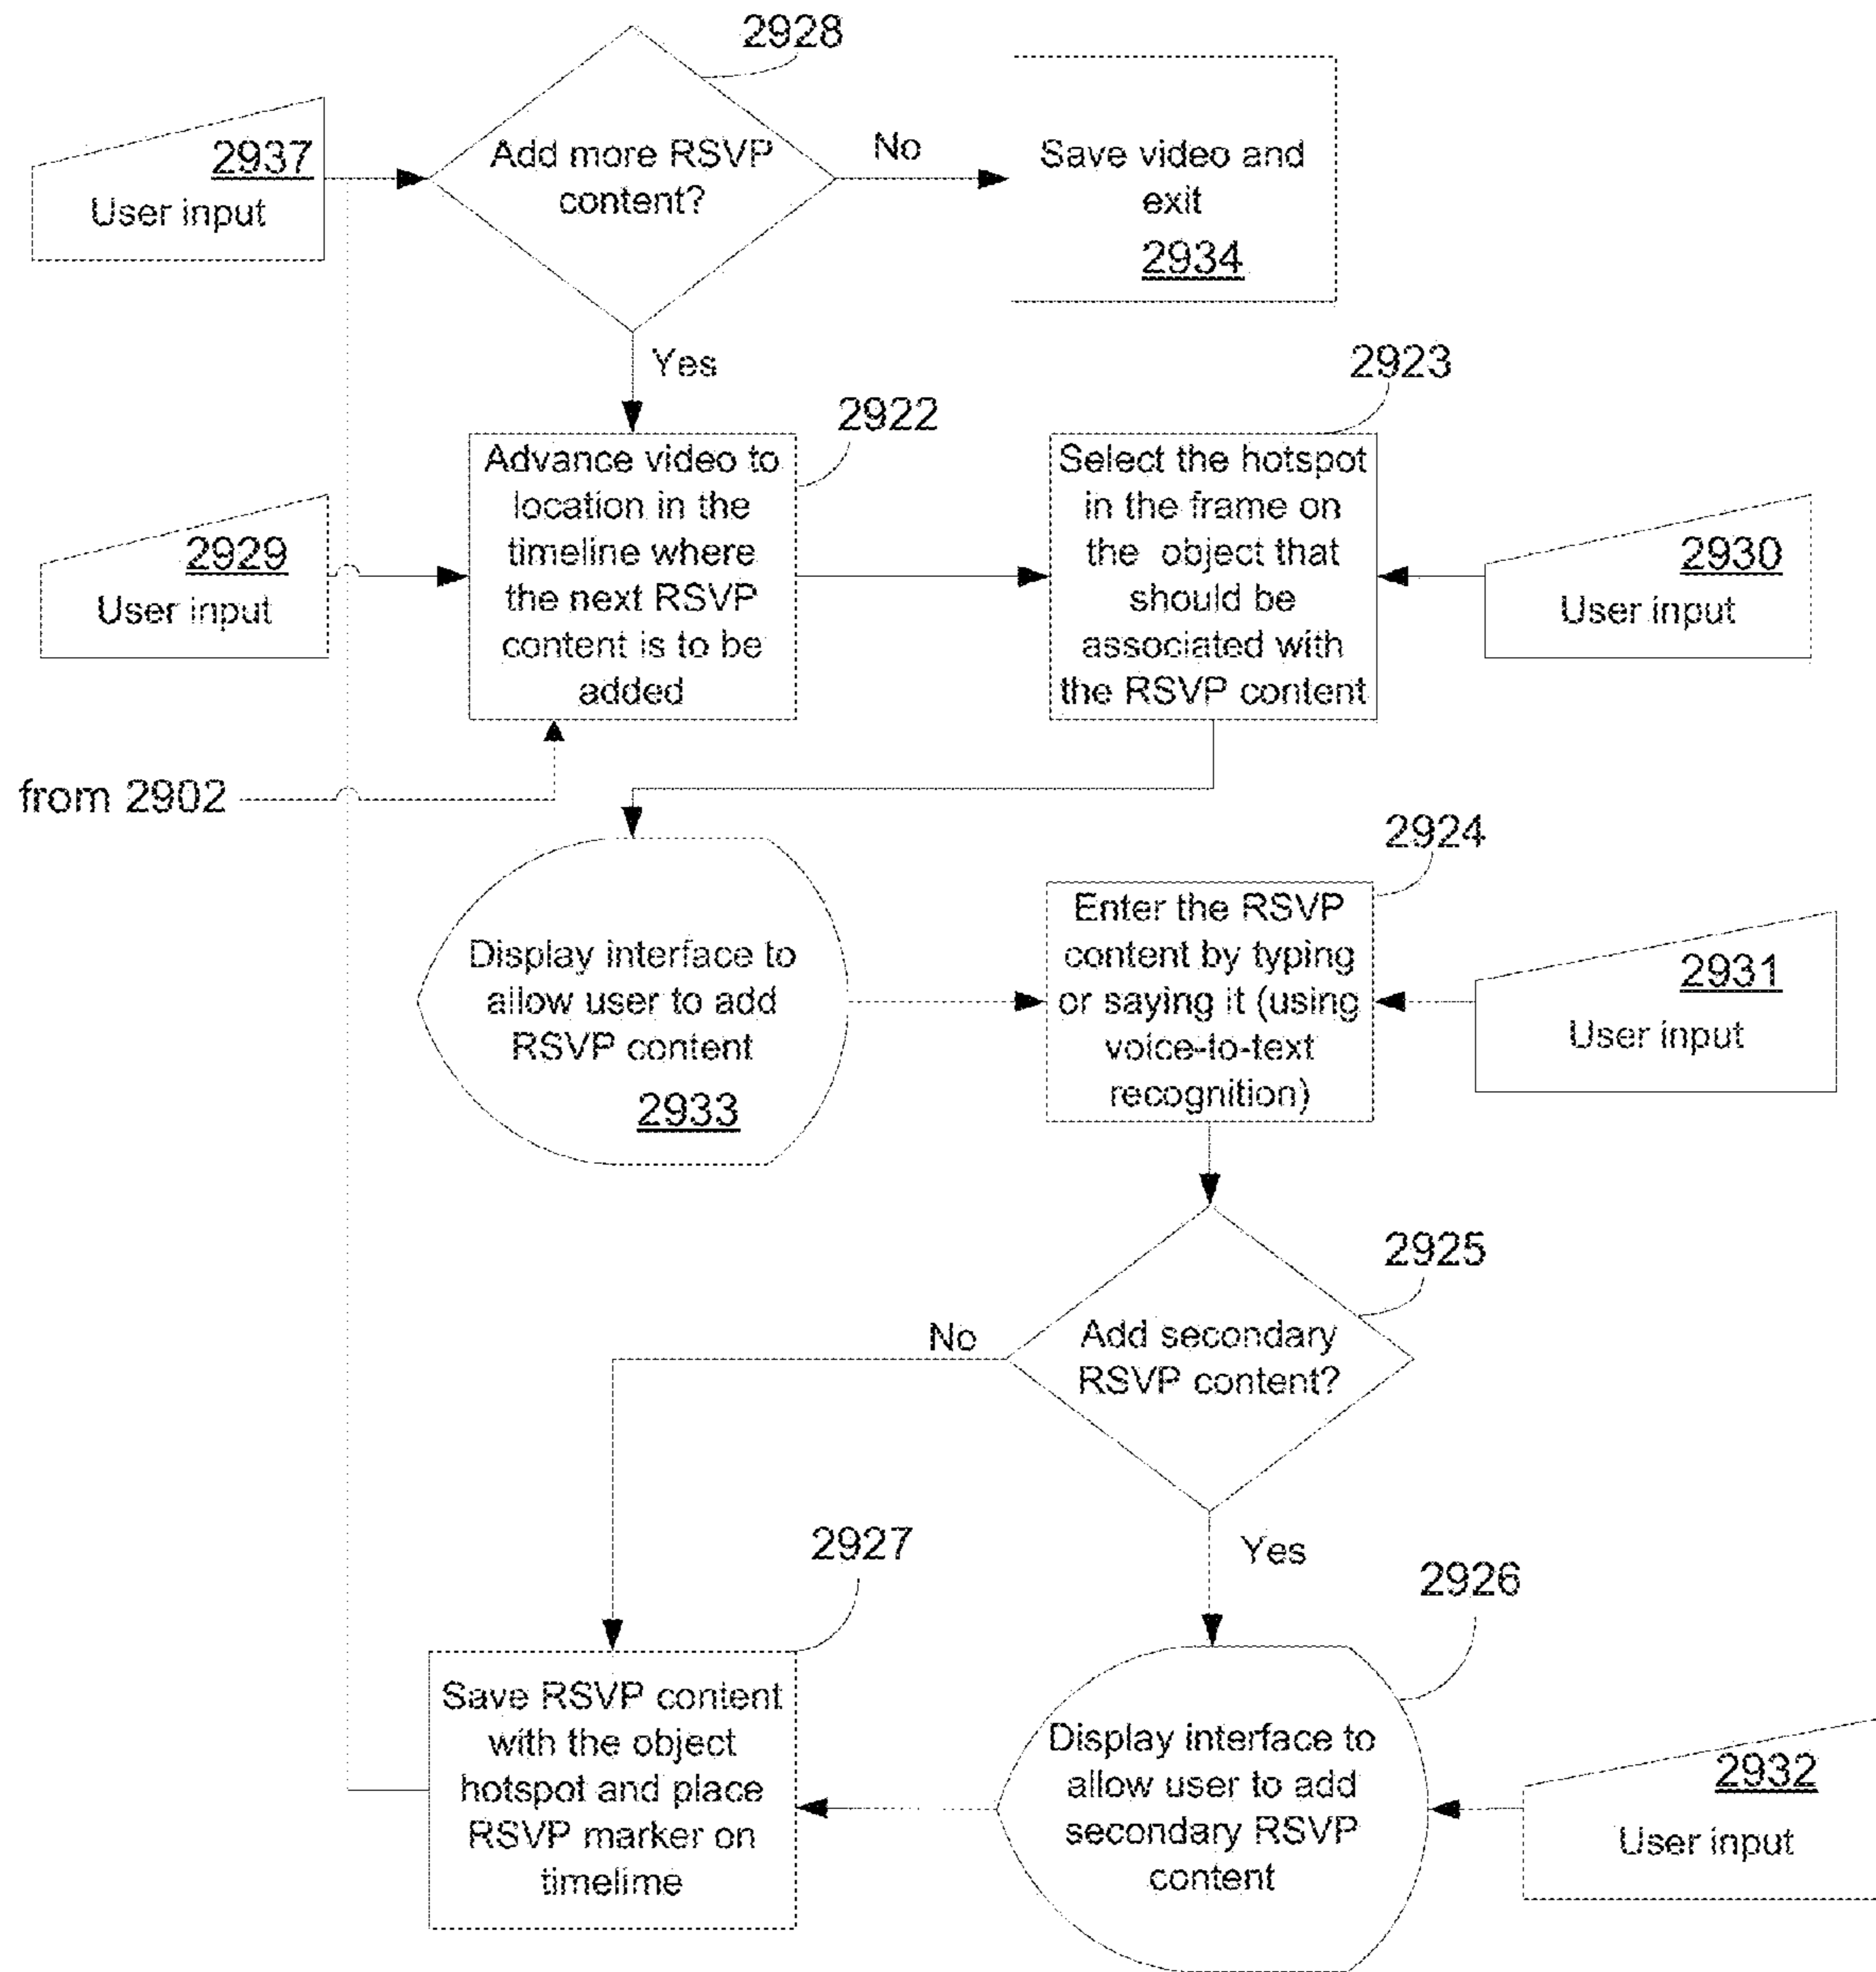 2928
2937
User input
Add more RSVP
content?
No
Save video and
exit
2934
Yes
2922
2923
2929
User input
Advance video to
location in the
timeline where
the next RSVP
content is to be
added
Select the hotspot
in the frame on
the object that
should be
associated with
the RSVP content
2930
User input
from 2902
2924
Display interface to
allow user to add
RSVP content
2933
Enter the RSVP
content by typing
or saying it (using
voice-to-text
recognition)
2931
User input
2925
Add secondary
RSVP content?
No
Yes
2927
2926
Save RSVP content
with the object
hotspot and place
RSVP marker on
timelime
Display interface to
allow user to add
secondary RSVP
content
2932
User input